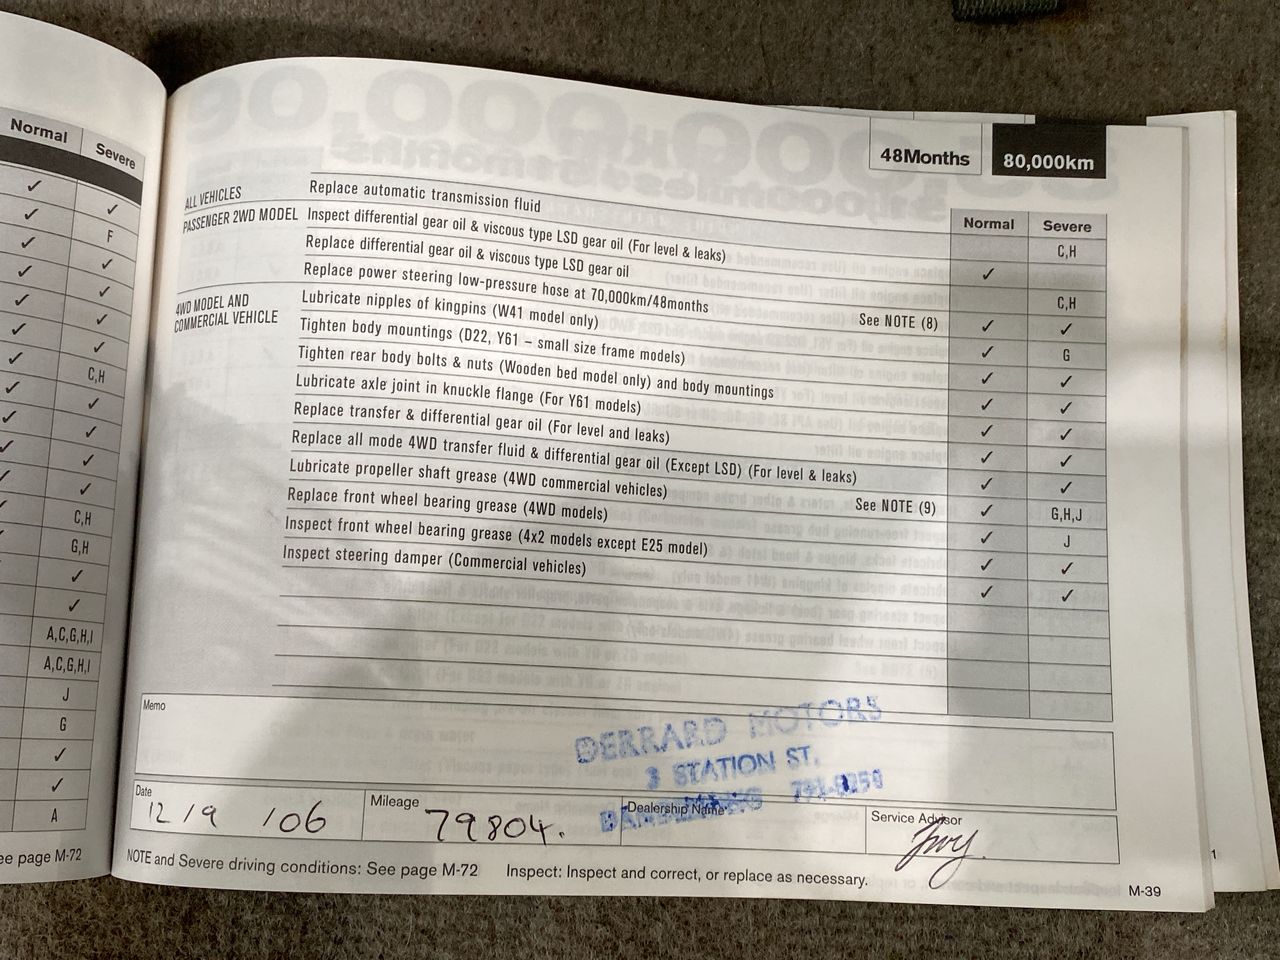 Normal Severe
✓ ✓
✓ F
✓ ✓
✓ ✓
✓ ✓
✓ ✓
✓ C,H
✓ ✓
✓ ✓
✓ ✓
✓ ✓
C,H
G,H
✓
✓
A,C,G,H,I
A,C,G,H,I
J
G
✓
✓
A
ee page M-72
48Months 80,000km
Normal Severe
ALL VEHICLES Replace automatic transmission fluid C,H
PASSENGER 2WD MODEL Inspect differential gear oil & viscous type LSD gear oil (For level & leaks) ✓
Replace differential gear oil & viscous type LSD gear oil C,H
Replace power steering low-pressure hose at 70,000km/48months See NOTE (8) ✓ ✓
4WD MODEL AND COMMERCIAL VEHICLE Lubricate nipples of kingpins (W41 model only) ✓ G
Tighten body mountings (D22, Y61 – small size frame models) ✓ ✓
Tighten rear body bolts & nuts (Wooden bed model only) and body mountings ✓ ✓
Lubricate axle joint in knuckle flange (For Y61 models) ✓ ✓
Replace transfer & differential gear oil (For level and leaks) ✓ ✓
Replace all mode 4WD transfer fluid & differential gear oil (Except LSD) (For level & leaks) ✓ ✓
Lubricate propeller shaft grease (4WD commercial vehicles) See NOTE (9) ✓ G,H,J
Replace front wheel bearing grease (4WD models) ✓ J
Inspect front wheel bearing grease (4x2 models except E25 model) ✓ ✓
Inspect steering damper (Commercial vehicles) ✓ ✓
Memo
DERRARD MOTORS
3 STATION ST.
Date Mileage Dealership Name Service Advisor
12/9/06 79804.
NOTE and Severe driving conditions: See page M-72 Inspect: Inspect and correct, or replace as necessary.
M-39